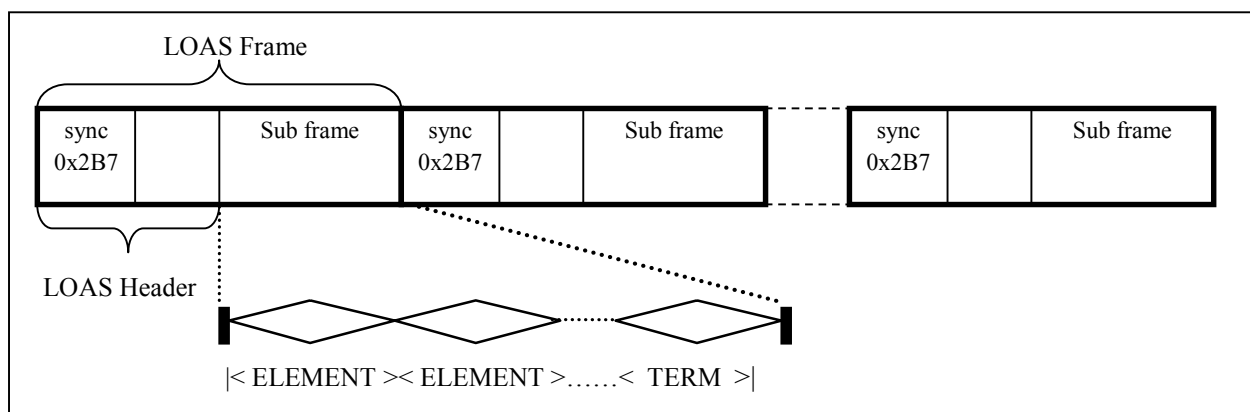 LOAS Frame
sync Sub frame sync Sub frame sync Sub frame
0x2B7 0x2B7 0x2B7
LOAS Header
|< ELEMENT >< ELEMENT >......< TERM >|